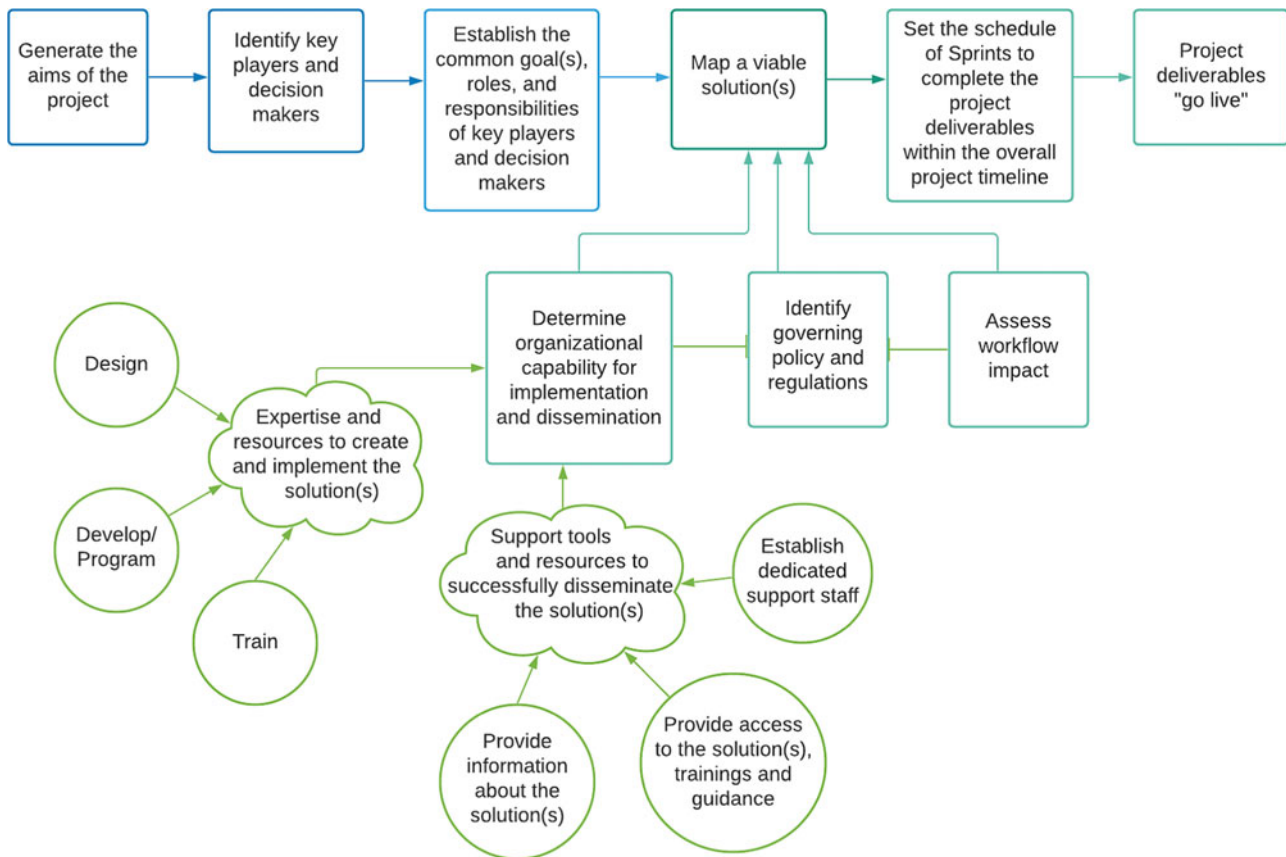 Generate the
aims of the
project
Identify key
players and
decision
makers
Establish the
common goal(s),
roles, and
responsibilities
of key players
and decision
makers
Map a viable
solution(s)
Set the schedule
of Sprints to
complete the
project
deliverables
within the overall
project timeline
Project
deliverables
"go live"
Determine
organizational
capability for
implementation
and dissemination
Identify
governing
policy and
regulations
Assess
workflow
impact
Design
Expertise and
resources to create
and implement the
solution(s)
Develop/
Program
Train
Support tools
and resources to
successfully disseminate
the solution(s)
Establish
dedicated
support staff
Provide
information
about the
solution(s)
Provide access
to the solution(s),
trainings and
guidance